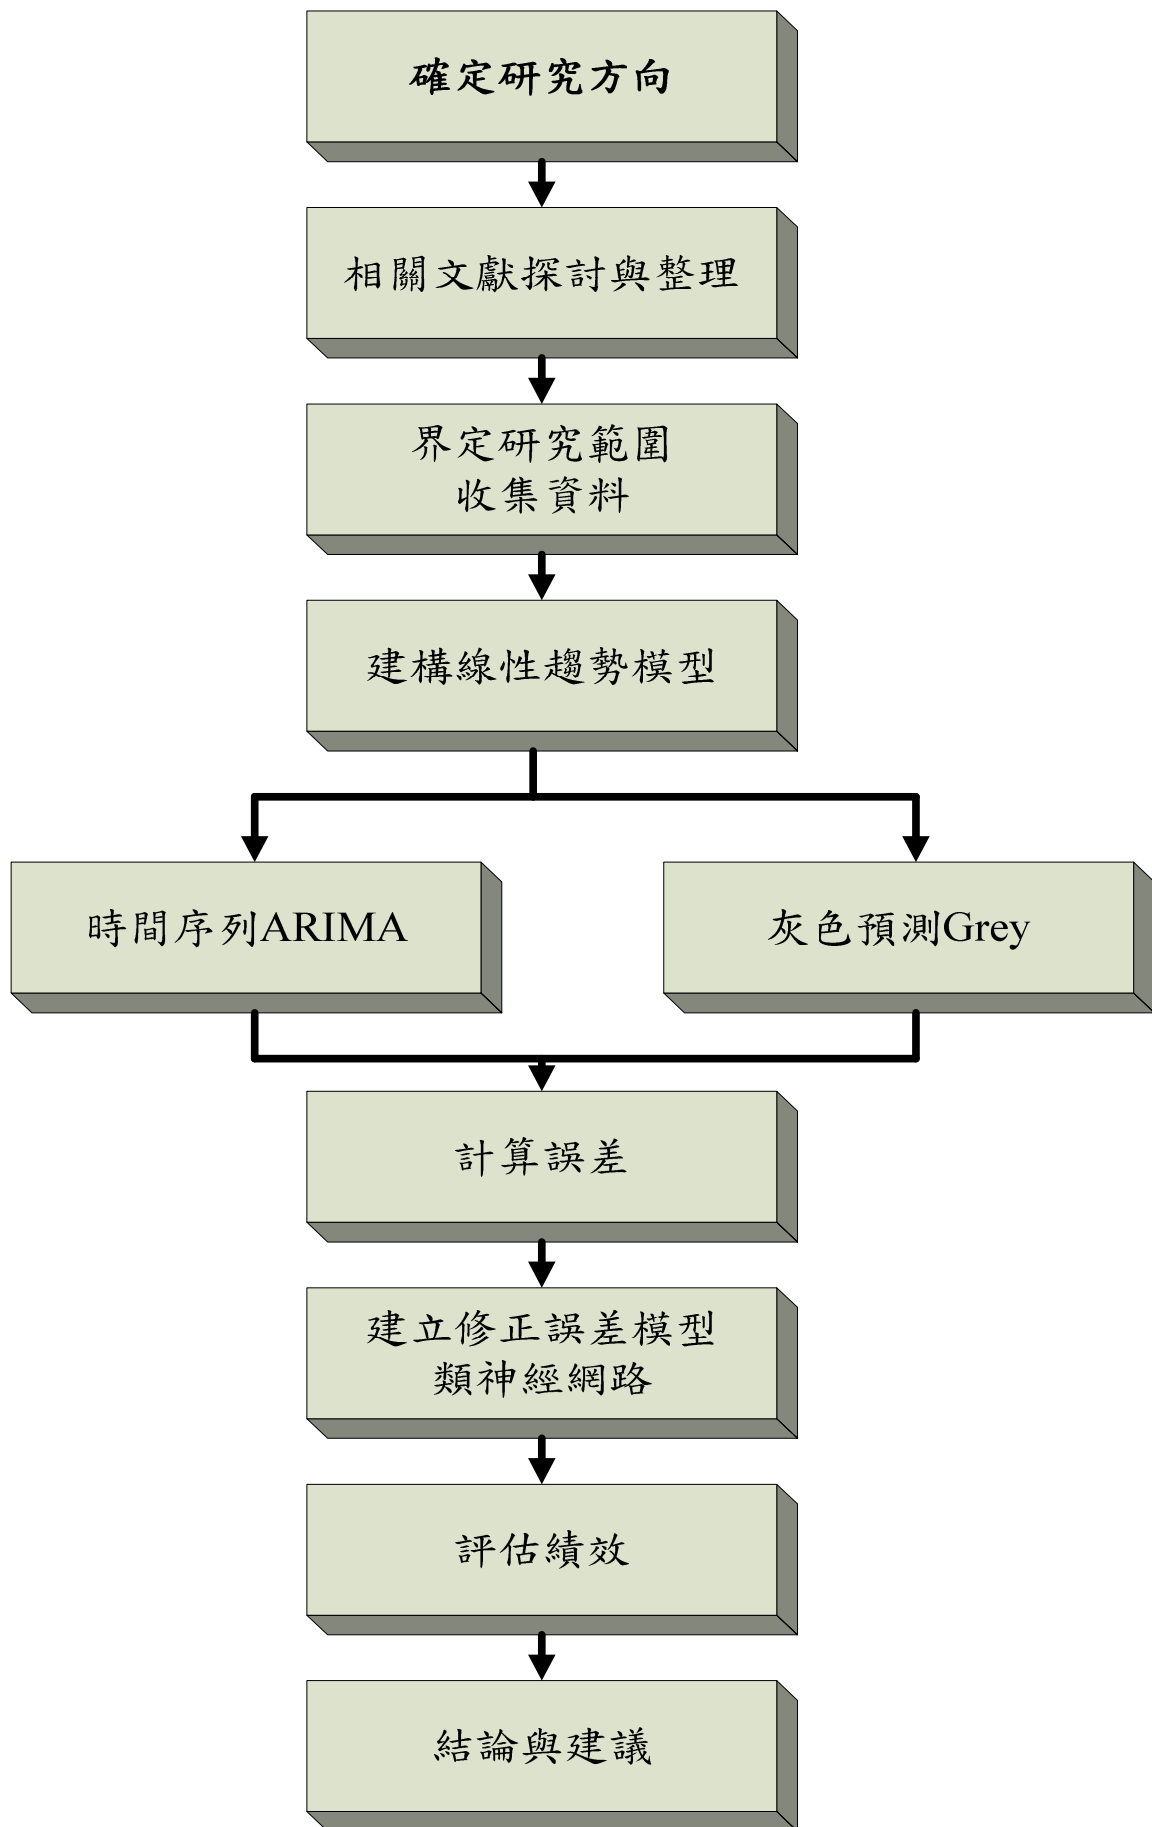 確定研究方向
相關文獻探討與整理
界定研究範圍
收集資料
建構線性趨勢模型
時間序列ARIMA
灰色預測Grey
計算誤差
建立修正誤差模型
類神經網路
評估績效
結論與建議